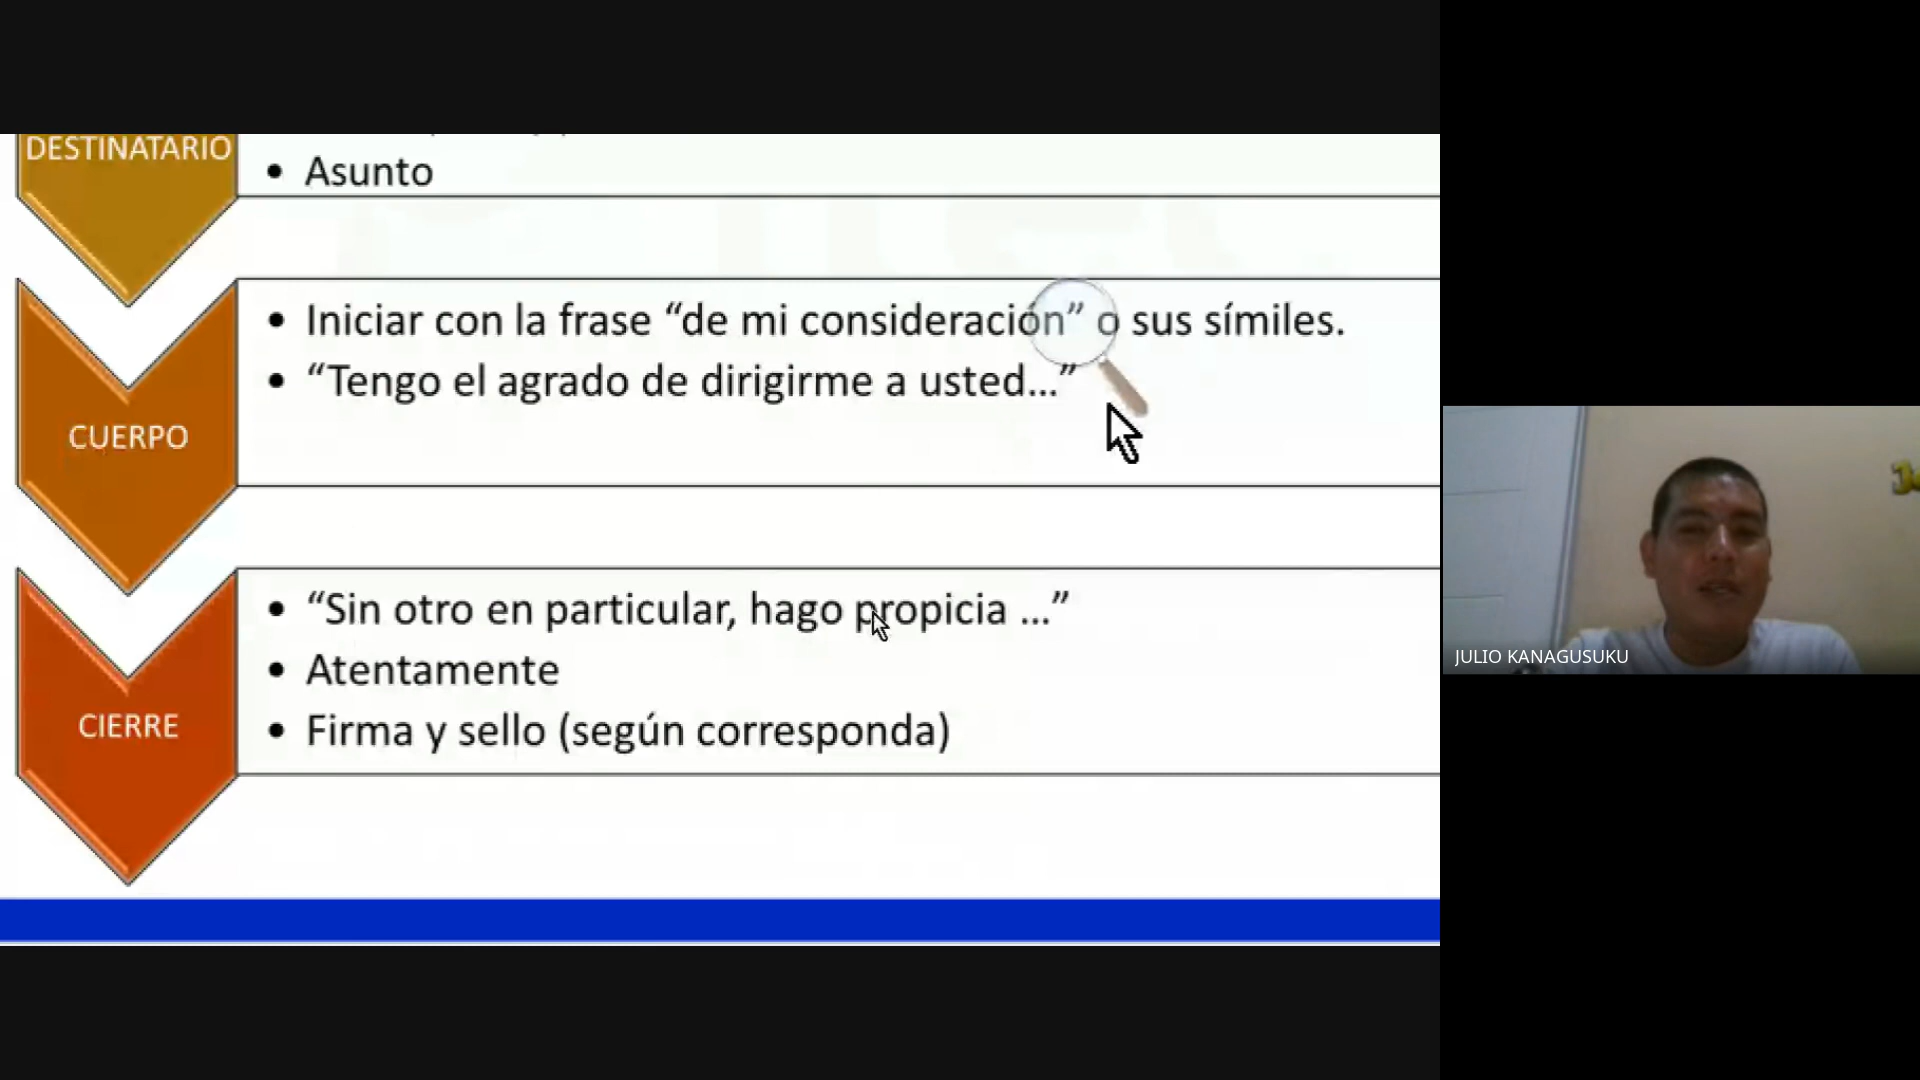 DESTINATARIO
• Asunto
CUERPO
• Iniciar con la frase “de mi consideración” o sus símiles.
• “Tengo el agrado de dirigirme a usted...”
CIERRE
• “Sin otro en particular, hago propicia ...”
• Atentamente
• Firma y sello (según corresponda)
JULIO KANAGUSUKU